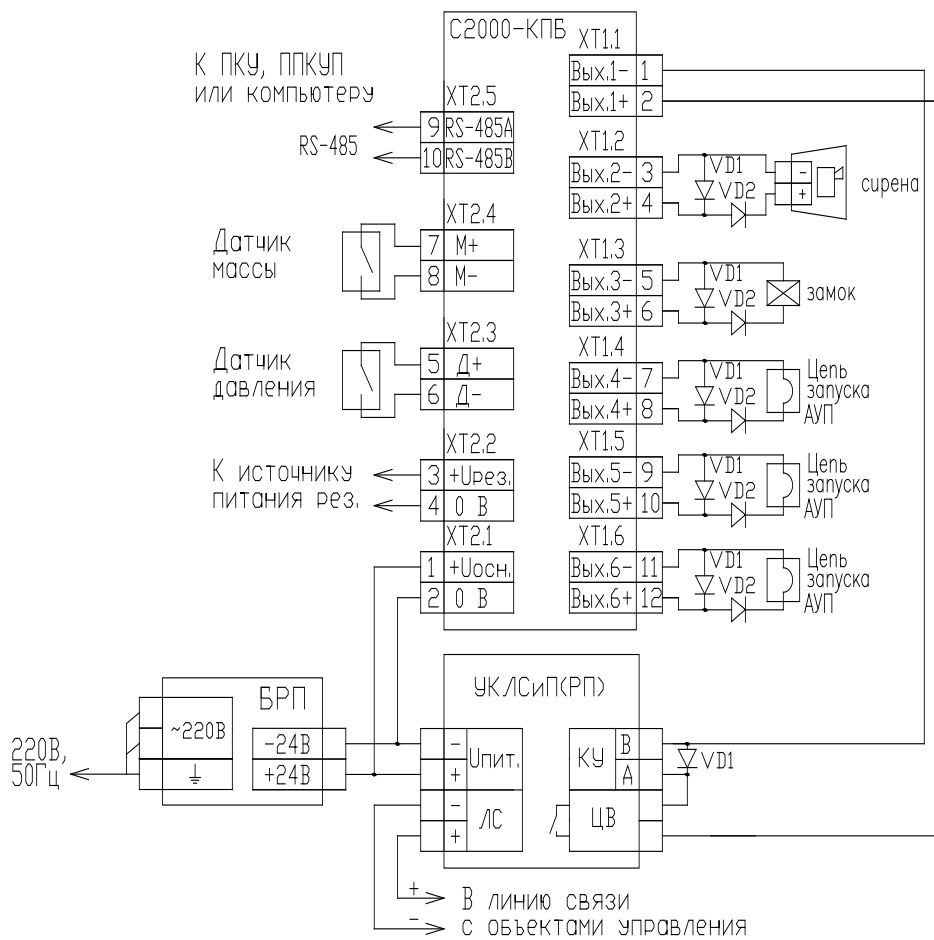 С2000-КПБ
К ПКУ, ППКУП
или компьютеру
RS-485
XT2.5
9 RS-485A
10 RS-485B
Датчик
массы
XT2.4
7 М+
8 М-
Датчик
давления
XT2.3
5 Д+
6 Д-
К источнику
питания рез.
XT2.2
3 +Uрез.
4 0 В
XT2.1
1 +Uосн.
2 0 В
XT1.1
Вых.1- 1
Вых.1+ 2
XT1.2
Вых.2- 3
Вых.2+ 4
VD1
VD2
-
+
сирена
XT1.3
Вых.3- 5
Вых.3+ 6
VD1
VD2
замок
XT1.4
Вых.4- 7
Вых.4+ 8
VD1
VD2
Цепь
запуска
АУП
XT1.5
Вых.5- 9
Вых.5+ 10
VD1
VD2
Цепь
запуска
АУП
XT1.6
Вых.6- 11
Вых.6+ 12
VD1
VD2
Цепь
запуска
АУП
220В,
50Гц
БРП
~220В
-24В
+24В
УКЛСиП(РП)
-
+
Uпит.
-
+
ЛС
КУ
В
А
ЦВ
VD1
+
В линию связи
-
с объектами управления